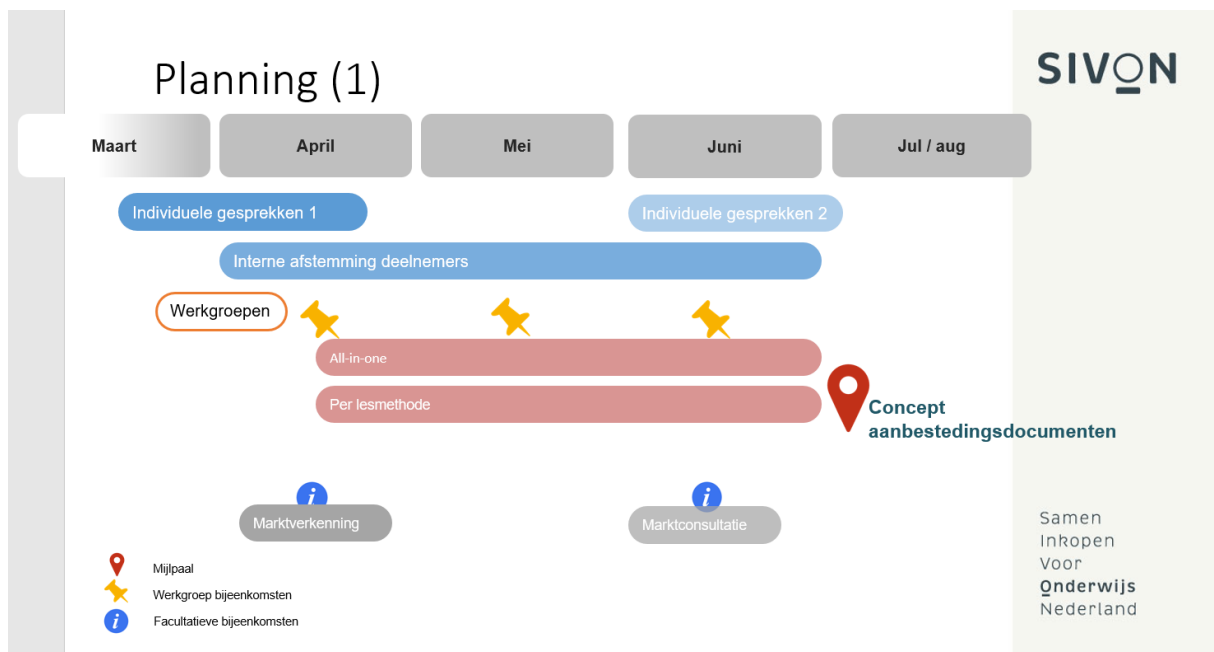 Planning (1)
SIVON
Maart
April
Mei
Juni
Jul / aug
Individuele gesprekken 1
Individuele gesprekken 2
Interne afstemming deelnemers
Werkgroepen
All-in-one
Per lesmethode
Concept
aanbestedingsdocumenten
i
i
Marktverkenning
Marktconsultatie
Mijlpaal
Werkgroep bijeenkomsten
i
Facultatieve bijeenkomsten
Samen
Inkopen
Voor
Onderwijs
Nederland